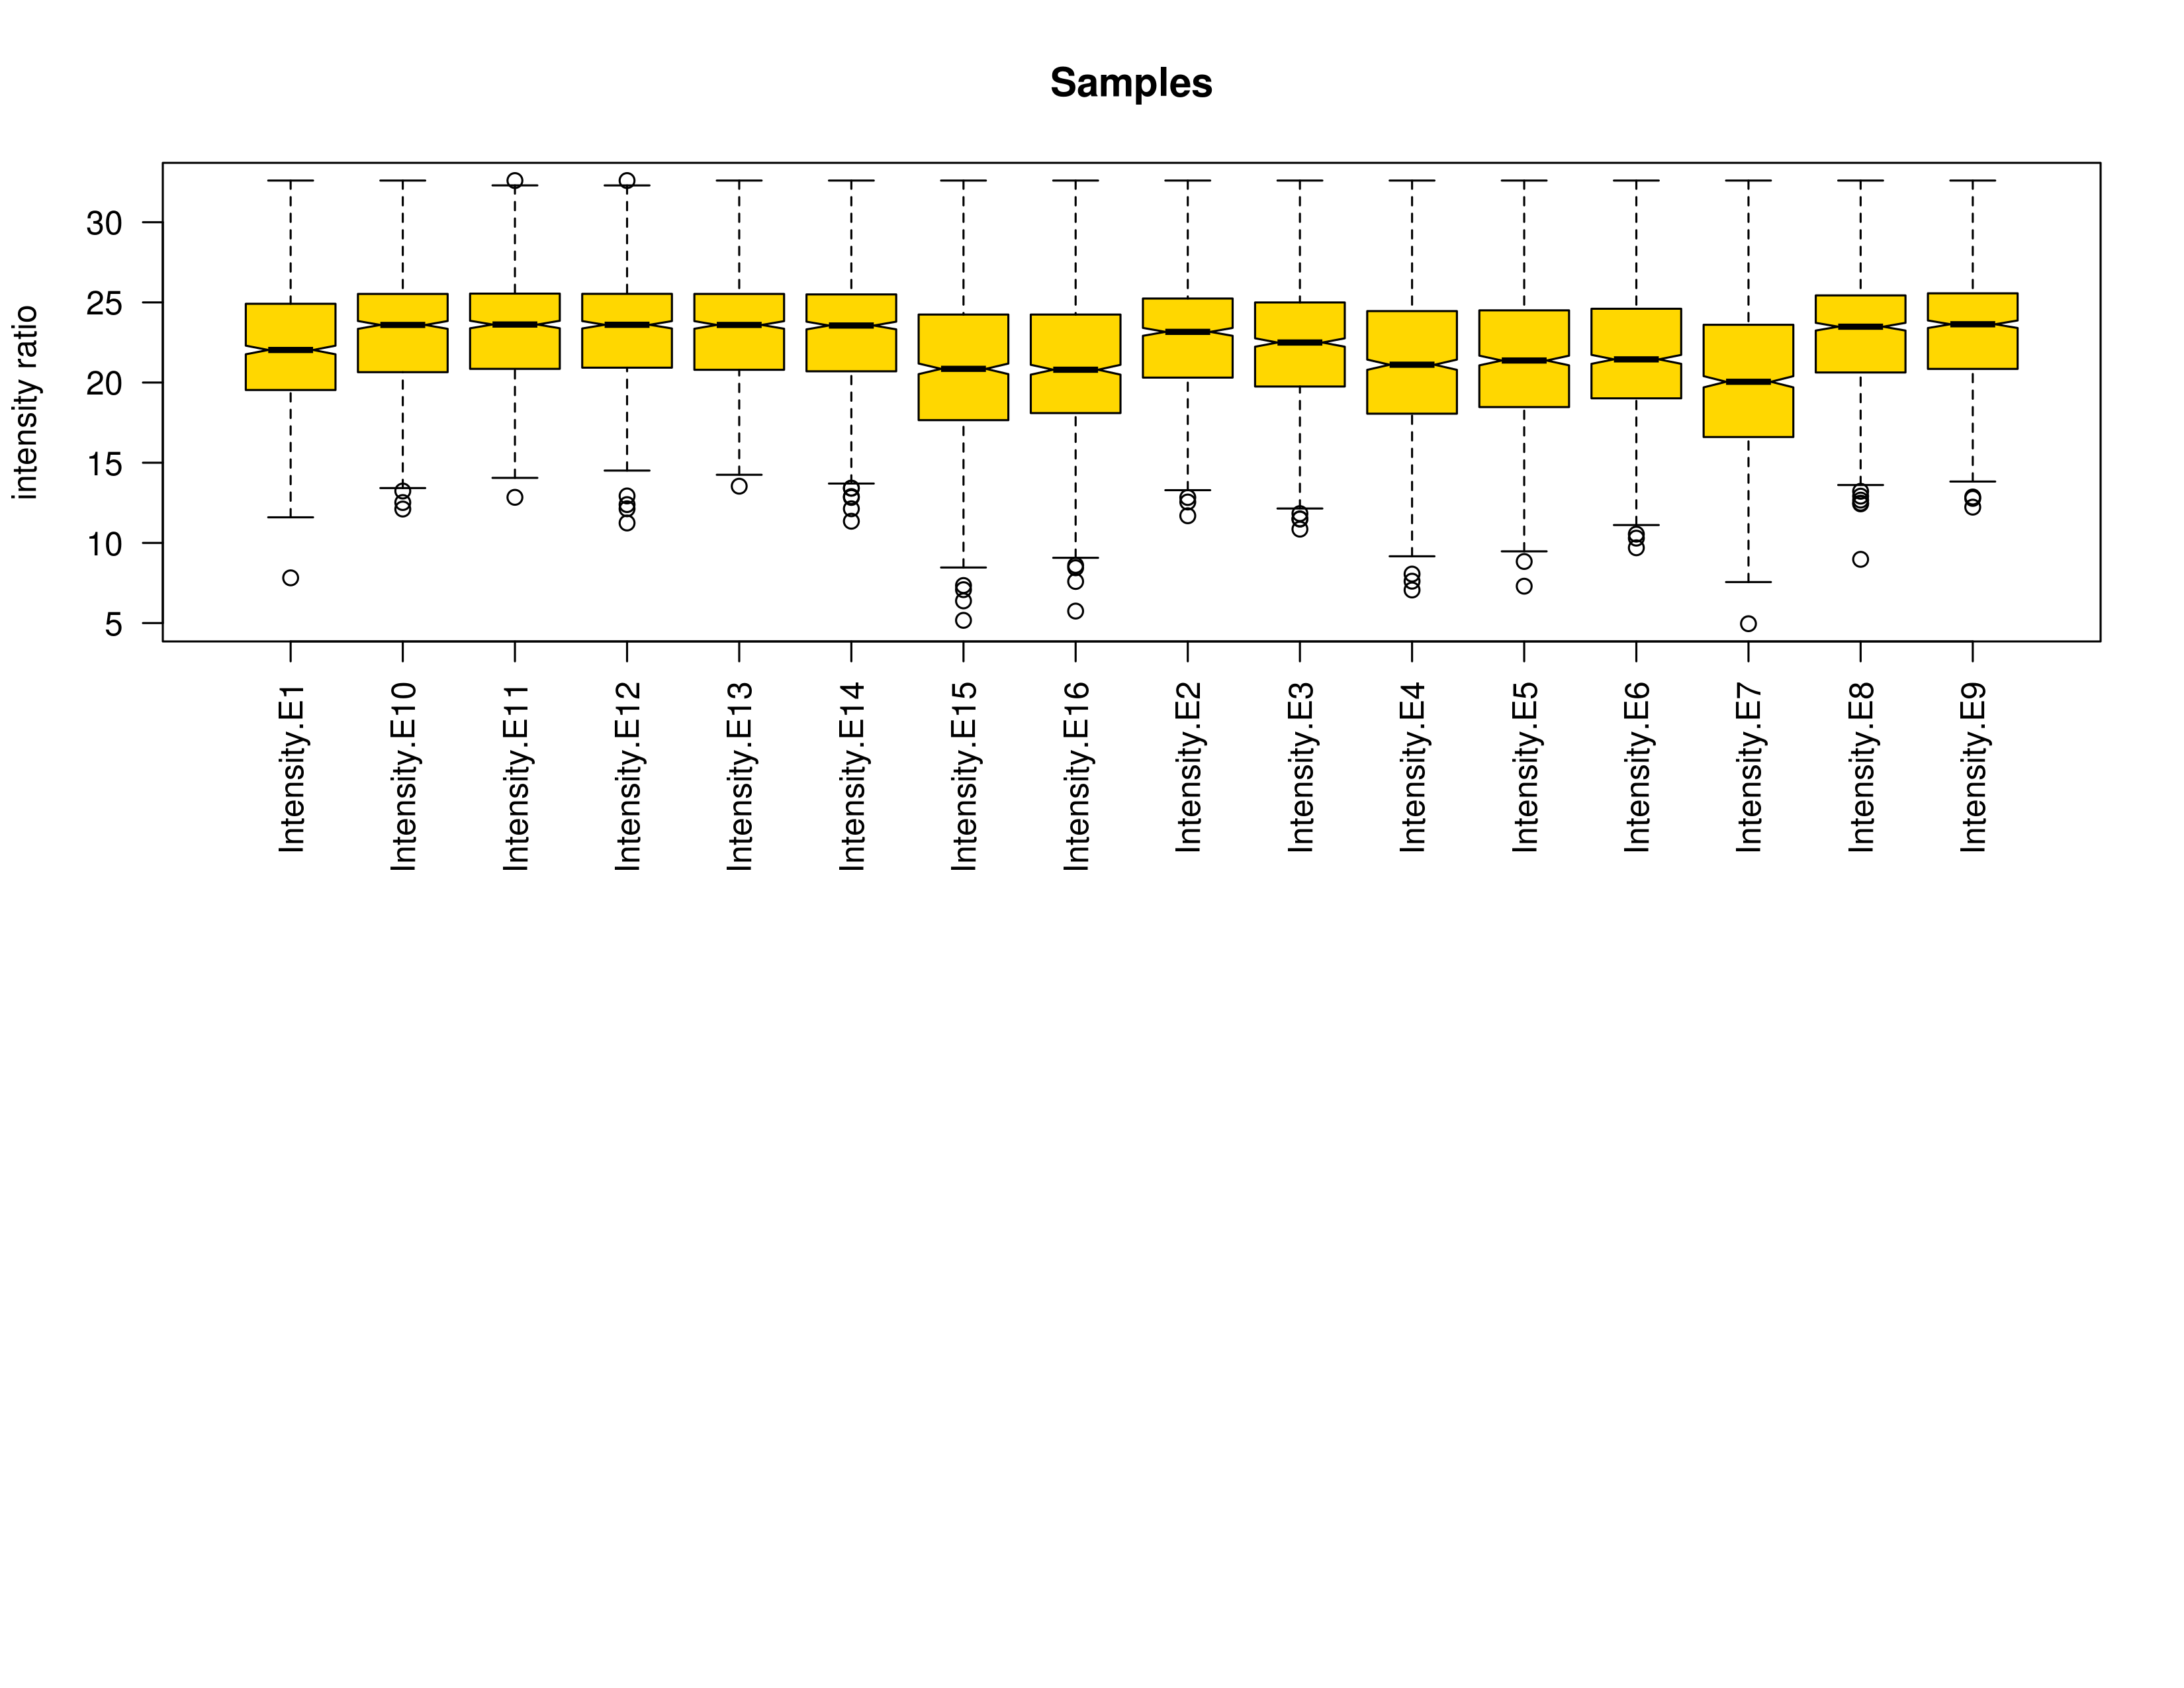 Samples
intensity ratio
30
25
20
15
10
5
Intensity.E1
Intensity.E10
Intensity.E11
Intensity.E12
Intensity.E13
Intensity.E14
Intensity.E15
Intensity.E16
Intensity.E2
Intensity.E3
Intensity.E4
Intensity.E5
Intensity.E6
Intensity.E7
Intensity.E8
Intensity.E9